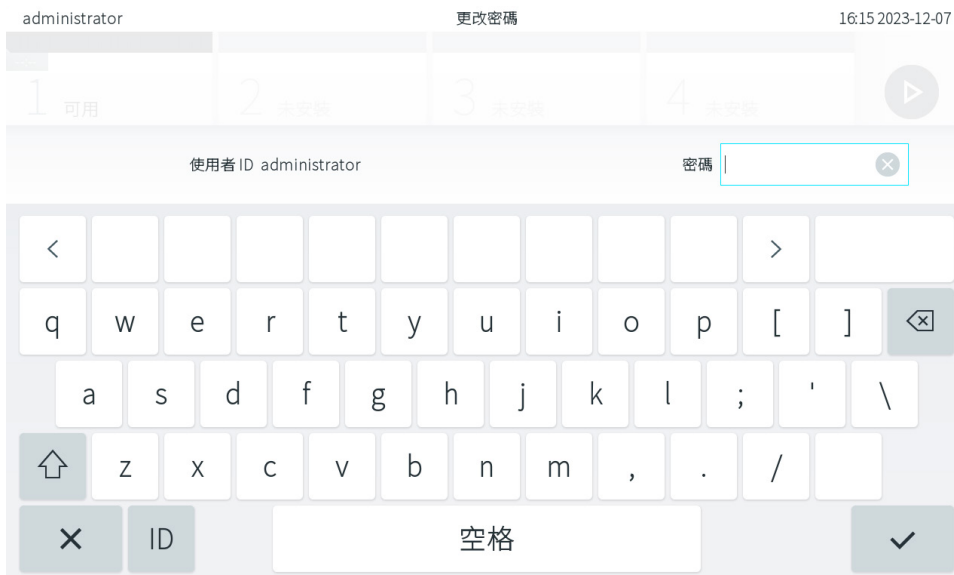 administrator 更改密碼 16:15 2023-12-07
1 可用 2 未安裝 3 未安裝 4 未安裝
使用者 ID administrator 密碼
< >
q w e r t y u i o p [ ]
a s d f g h j k l ; ' \
z x c v b n m , . /
ID 空格